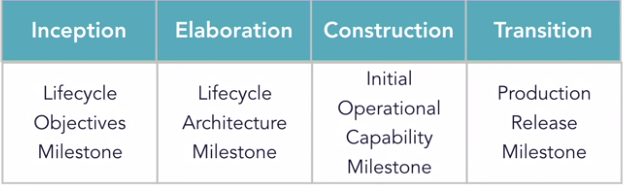 Inception Elaboration Construction Transition
Lifecycle
Objectives
Milestone
Lifecycle
Architecture
Milestone
Initial
Operational
Capability
Milestone
Production
Release
Milestone